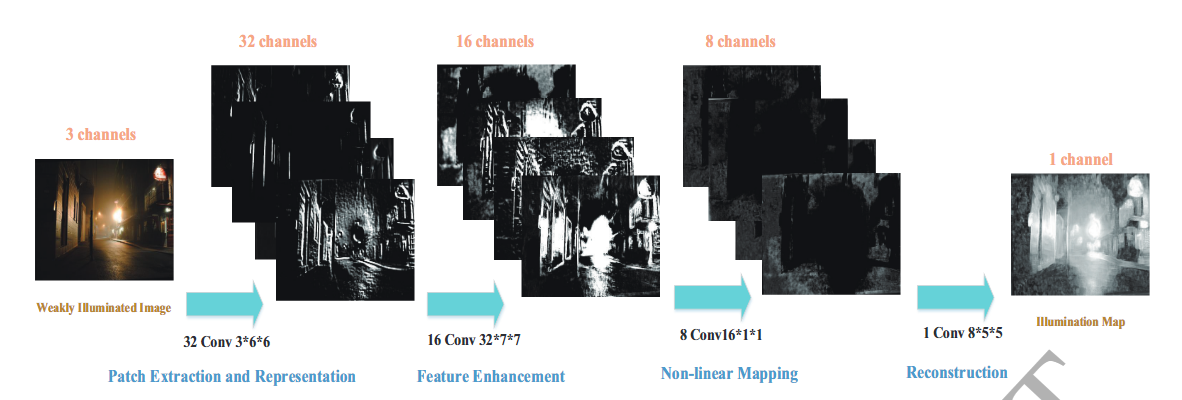 32 channels
16 channels
8 channels
3 channels
1 channel
Weakly Illuminated Image
Illumination Map
32 Conv 3*6*6
16 Conv 32*7*7
8 Conv16*1*1
1 Conv 8*5*5
Patch Extraction and Representation
Feature Enhancement
Non-linear Mapping
Reconstruction
T